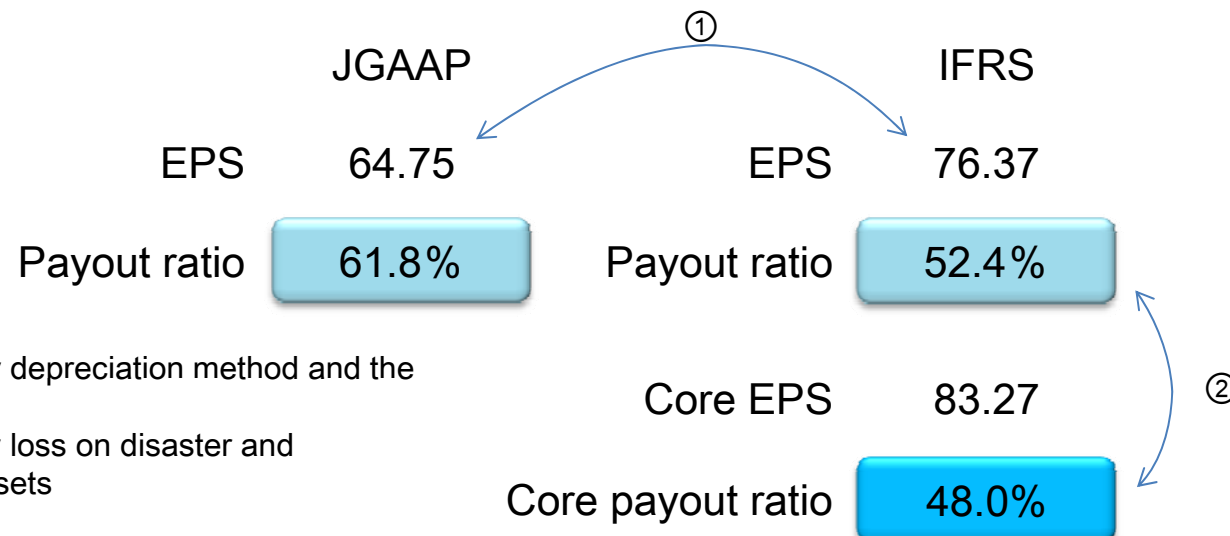 ①
JGAAP IFRS
EPS 64.75 EPS 76.37
Payout ratio 61.8% Payout ratio 52.4%
depreciation method and the
Core EPS 83.27
②
loss on disaster and
sets
Core payout ratio 48.0%